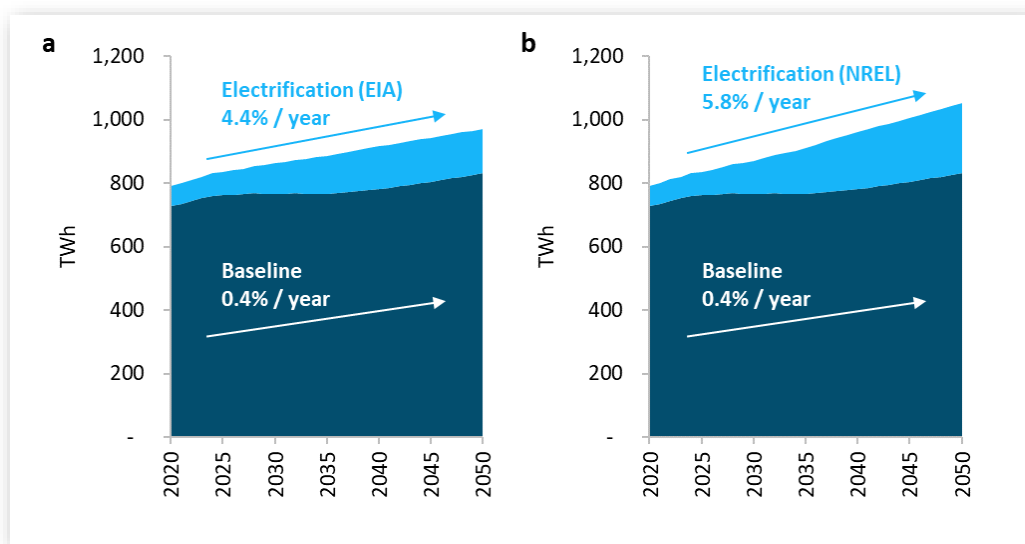 a
1,200
1,000
800
600
400
200
-
TWh
Electrification (EIA)
4.4% / year
Baseline
0.4% / year
2020
2025
2030
2035
2040
2045
2050
b
1,200
1,000
800
600
400
200
-
TWh
Electrification (NREL)
5.8% / year
Baseline
0.4% / year
2020
2025
2030
2035
2040
2045
2050